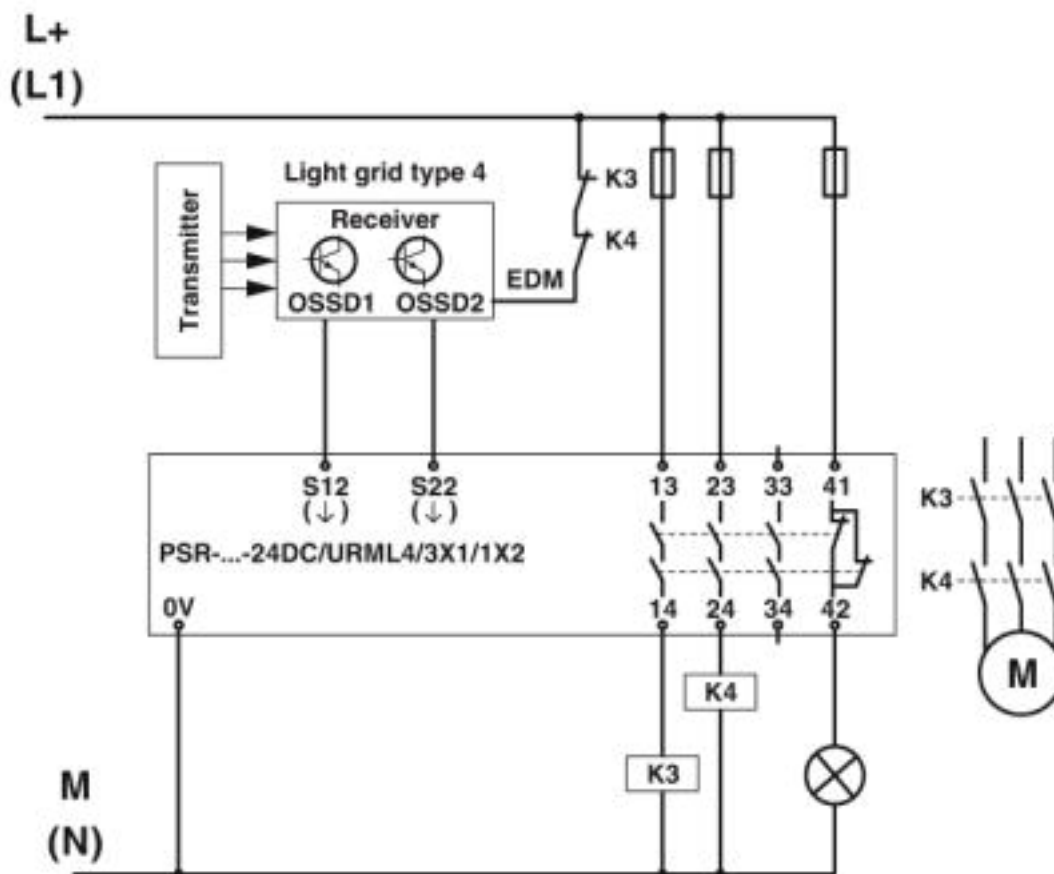 L+
(L1)
Light grid type 4
K3
Transmitter
Receiver
K4
EDM
OSSD1 OSSD2
S12 S22 13 23 33 41
(↓) (↓)
K3
PSR-...-24DC/URML4/3X1/1X2
K4
0V 14 24 34 42
M
K4
K3
M
(N)